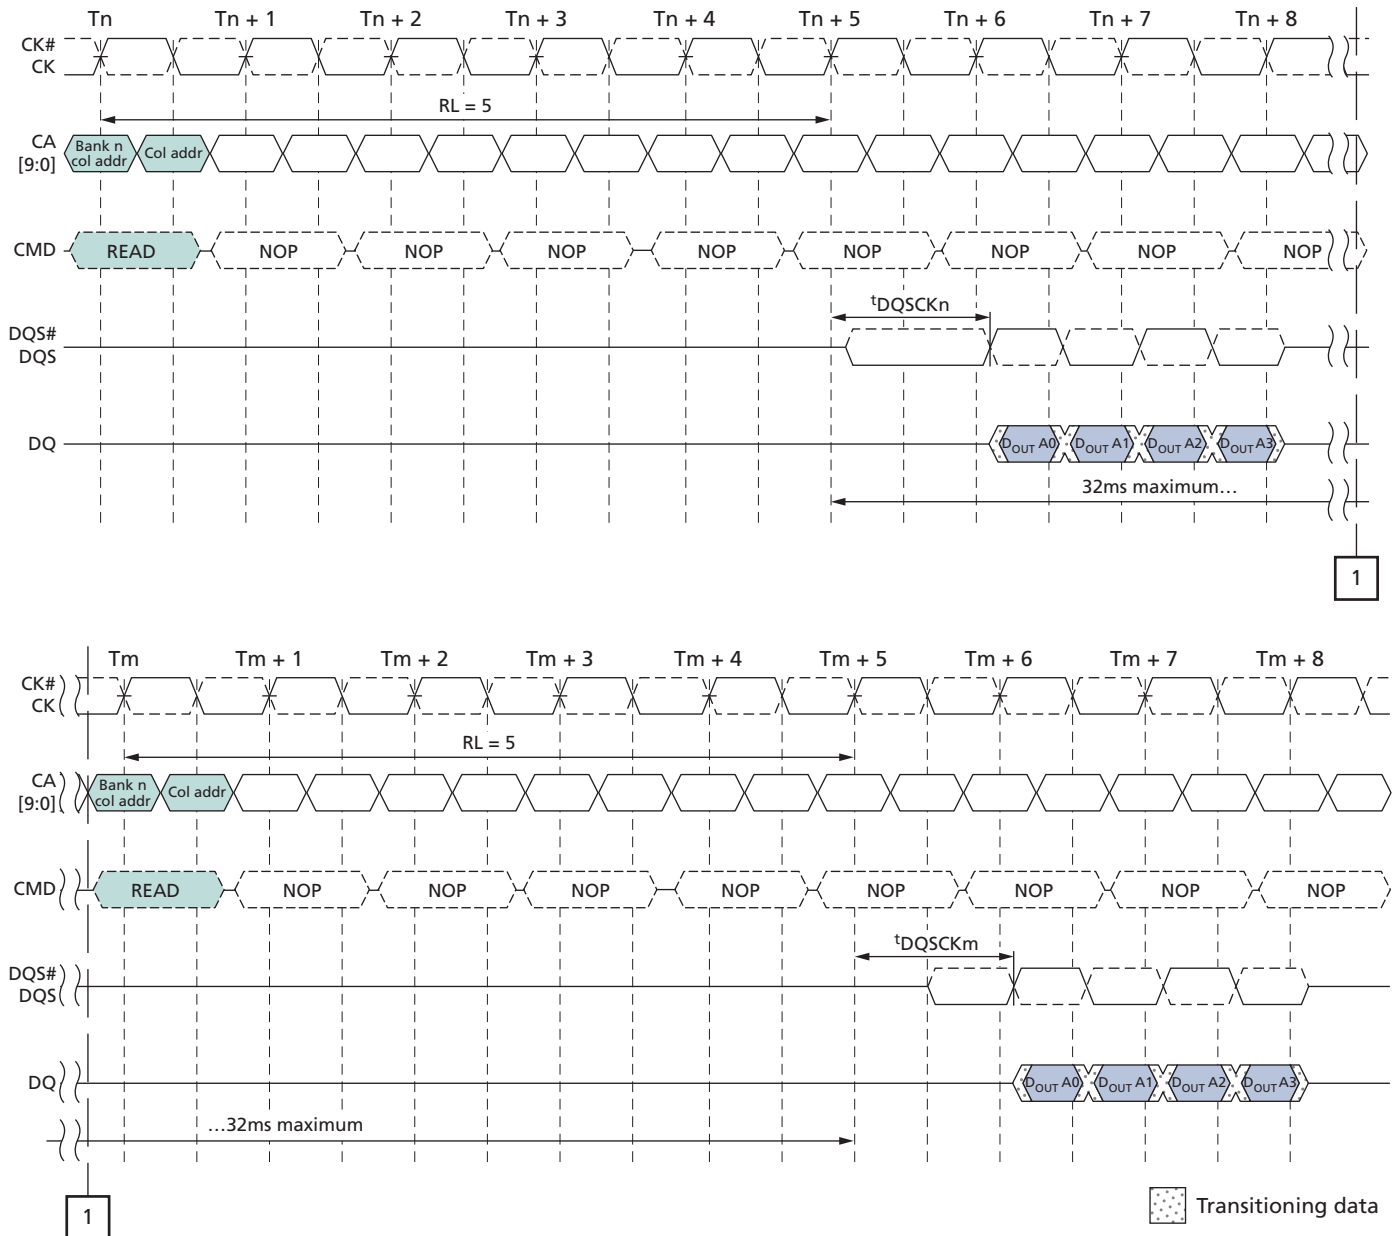 Tn Tn + 1 Tn + 2 Tn + 3 Tn + 4 Tn + 5 Tn + 6 Tn + 7 Tn + 8
CK#
CK
RL = 5
CA
[9:0]
Bank n
col addr
Col addr
CMD READ NOP NOP NOP NOP NOP NOP NOP NOP
tDQSCKn
DQS#
DQS
DQ DOUT A0 DOUT A1 DOUT A2 DOUT A3
32ms maximum…
1
Tm Tm + 1 Tm + 2 Tm + 3 Tm + 4 Tm + 5 Tm + 6 Tm + 7 Tm + 8
CK#
CK
RL = 5
CA
[9:0]
Bank n
col addr
Col addr
CMD READ NOP NOP NOP NOP NOP NOP NOP NOP
tDQSCKm
DQS#
DQS
DQ DOUT A0 DOUT A1 DOUT A2 DOUT A3
…32ms maximum
1
Transitioning data